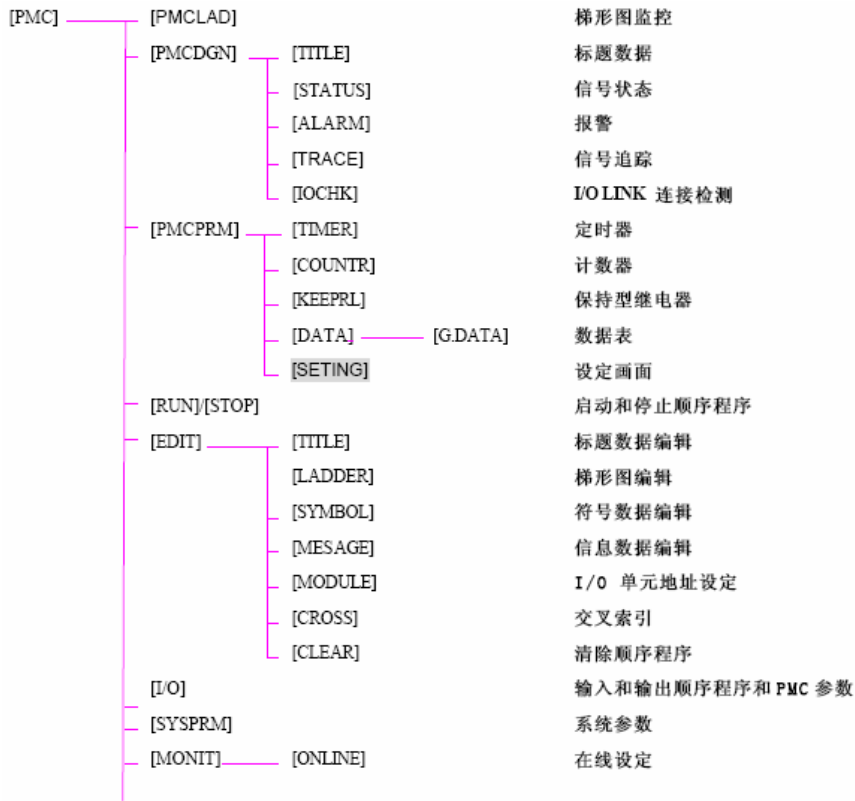 [PMC] [PMCLAD] 梯形图监控
[PMCDGN] [TITLE] 标题数据
[STATUS] 信号状态
[ALARM] 报警
[TRACE] 信号追踪
[IOCHK] I/O LINK 连接检测
[PMCPRM] [TIMER] 定时器
[COUNTR] 计数器
[KEEPRL] 保持型继电器
[DATA] [G.DATA] 数据表
[SETING] 设定画面
[RUN]/[STOP] 启动和停止顺序程序
[EDIT] [TITLE] 标题数据编辑
[LADDER] 梯形图编辑
[SYMBOL] 符号数据编辑
[MESAGE] 信息数据编辑
[MODULE] I/O 单元地址设定
[CROSS] 交叉索引
[CLEAR] 清除顺序程序
[I/O] 输入和输出顺序程序和 PMC 参数
[SYSPRM] 系统参数
[MONIT] [ONLINE] 在线设定